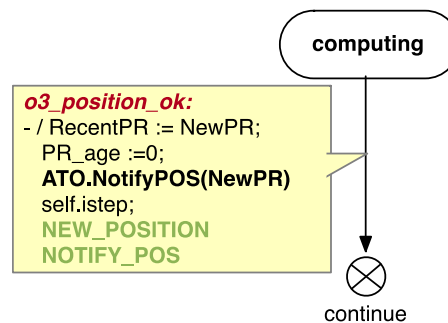 computing
o3_position_ok:
- / RecentPR := NewPR;
PR_age :=0;
ATO.NotifyPOS(NewPR)
self.istep;
NEW_POSITION
NOTIFY_POS
continue